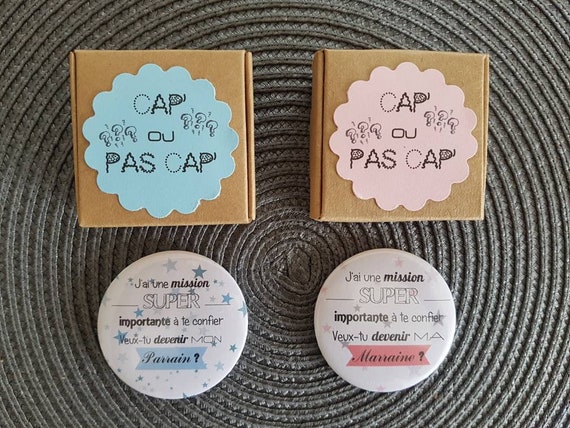 CAP'
??? ou ???
PAS CAP'
CAP'
??? ou ???
PAS CAP'
J'ai une mission
SUPER
importante à te confier
Veux-tu devenir MON
Parrain ?
J'ai une mission
SUPER
importante à te confier
Veux-tu devenir MA
Marraine ?